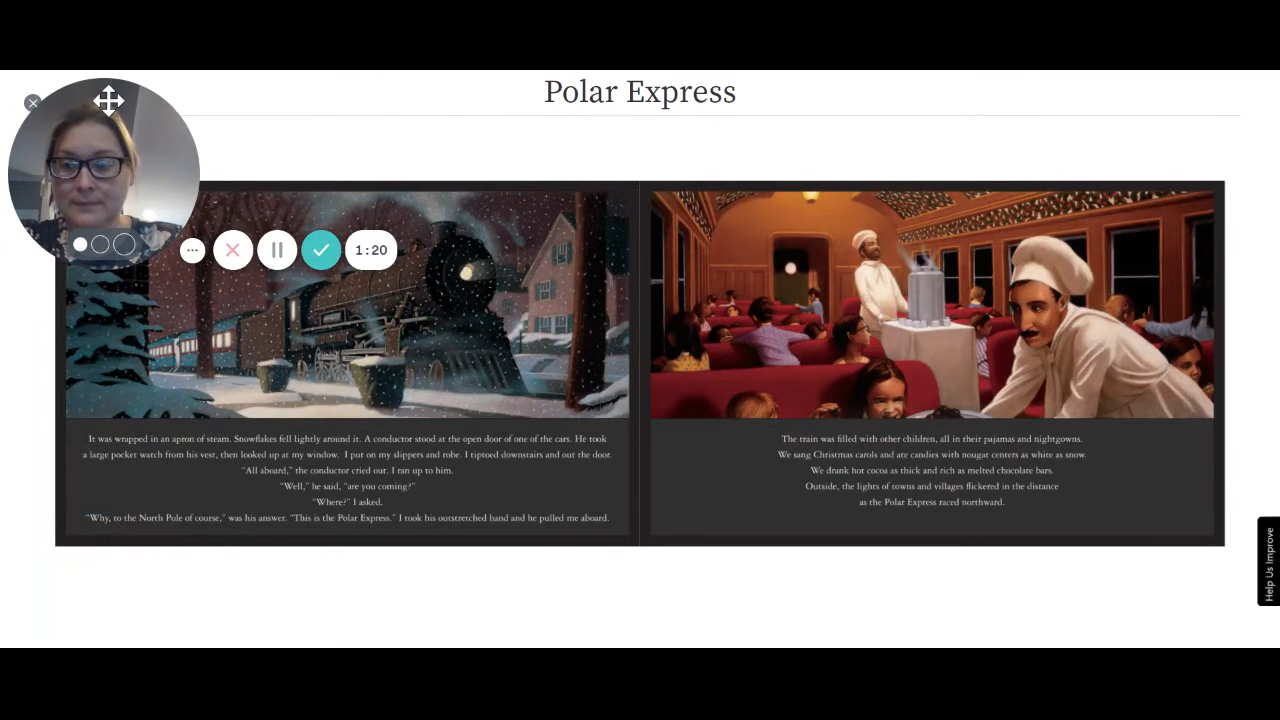 Polar Express
1:20
It was wrapped in an apron of steam. Snowflakes fell lightly around it. A conductor stood at the open door of one of the cars. He took
a large pocket watch from his vest, then looked up at my window. I put on my slippers and robe. I tiptoed downstairs and out the door.
“All aboard,” the conductor cried out. I ran up to him.
“Well,” he said, “are you coming?”
“Where?” I asked.
“Why, to the North Pole of course,” was his answer. “This is the Polar Express.” I took his outstretched hand and he pulled me aboard.
The train was filled with other children, all in their pajamas and nightgowns.
We sang Christmas carols and ate candies with nougat centers as white as snow.
We drank hot cocoa as thick and rich as melted chocolate bars.
Outside, the lights of towns and villages flickered in the distance
as the Polar Express raced northward.
Help Us Improve